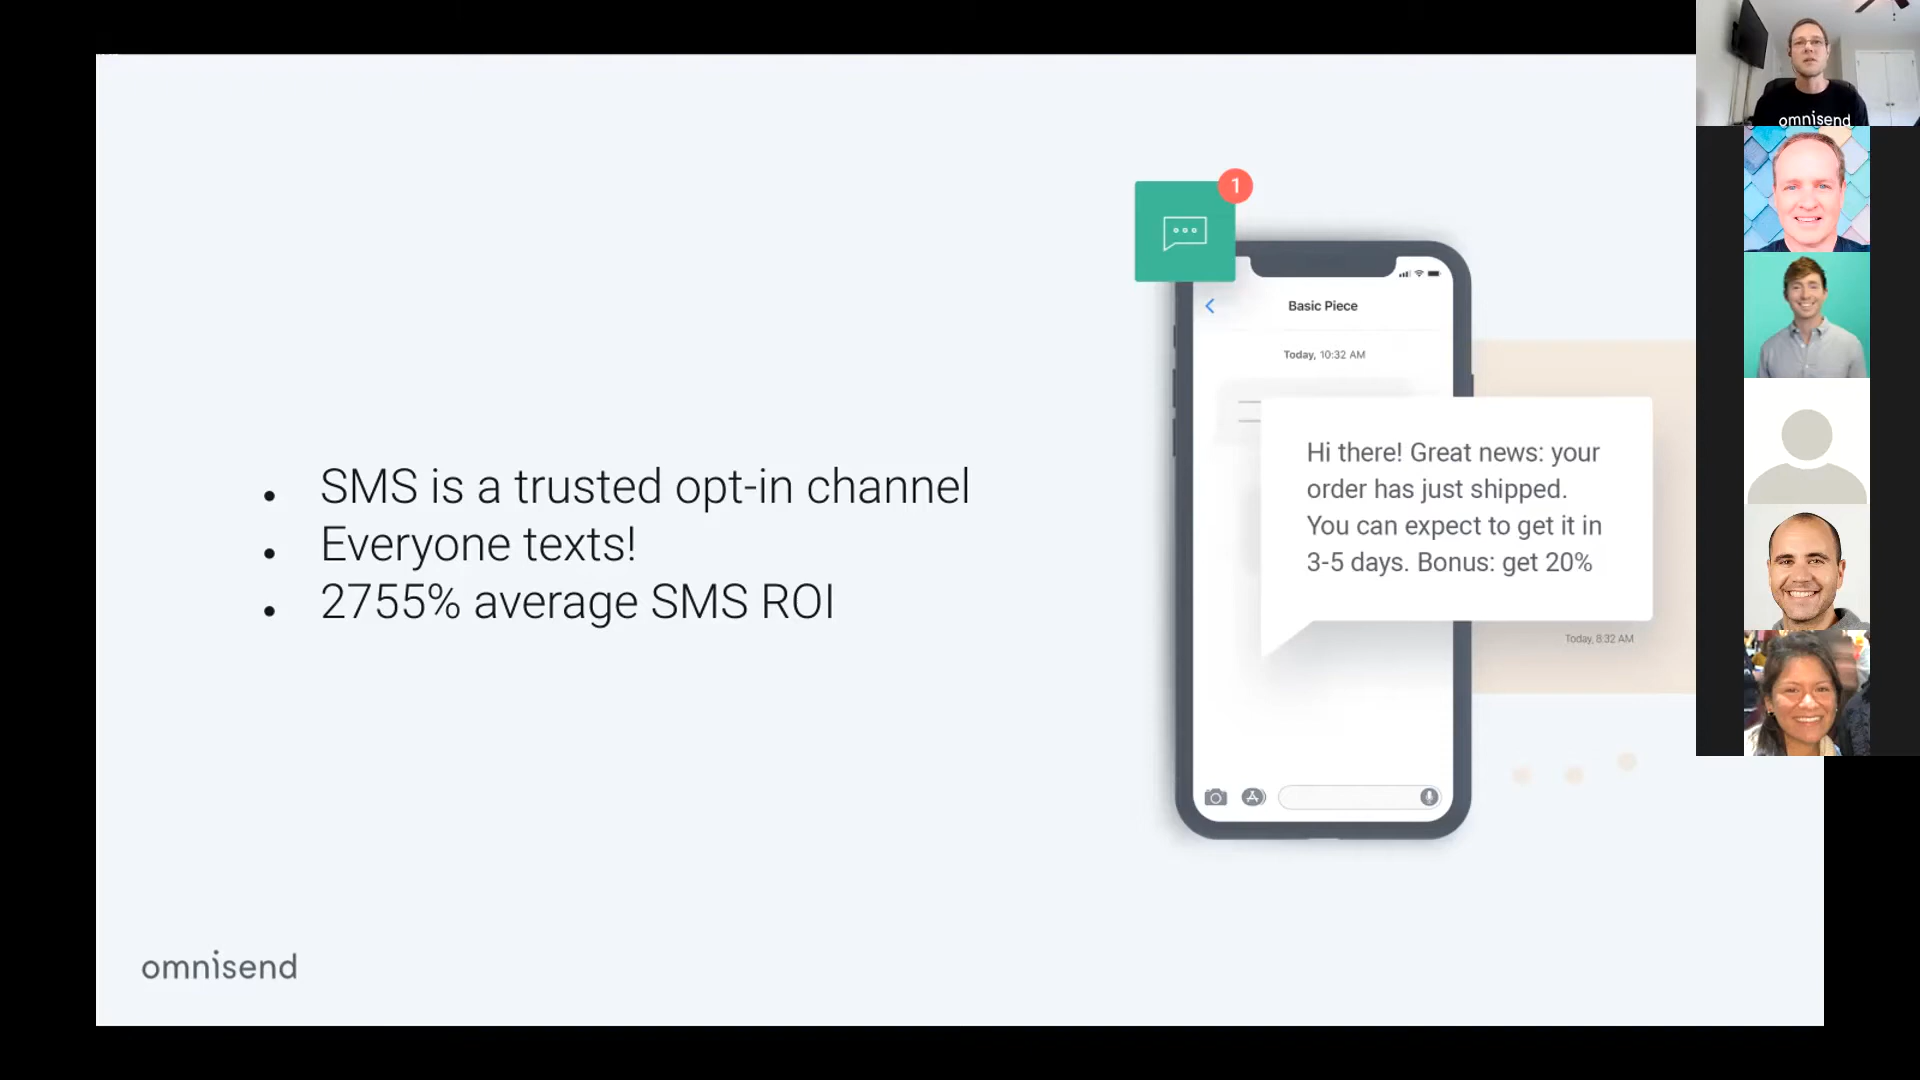 omnisend
1
Basic Piece
Today, 10:32 AM
Hi there! Great news: your
order has just shipped.
You can expect to get it in
3-5 days. Bonus: get 20%
Today, 8:32 AM
SMS is a trusted opt-in channel
Everyone texts!
2755% average SMS ROI
omnisend